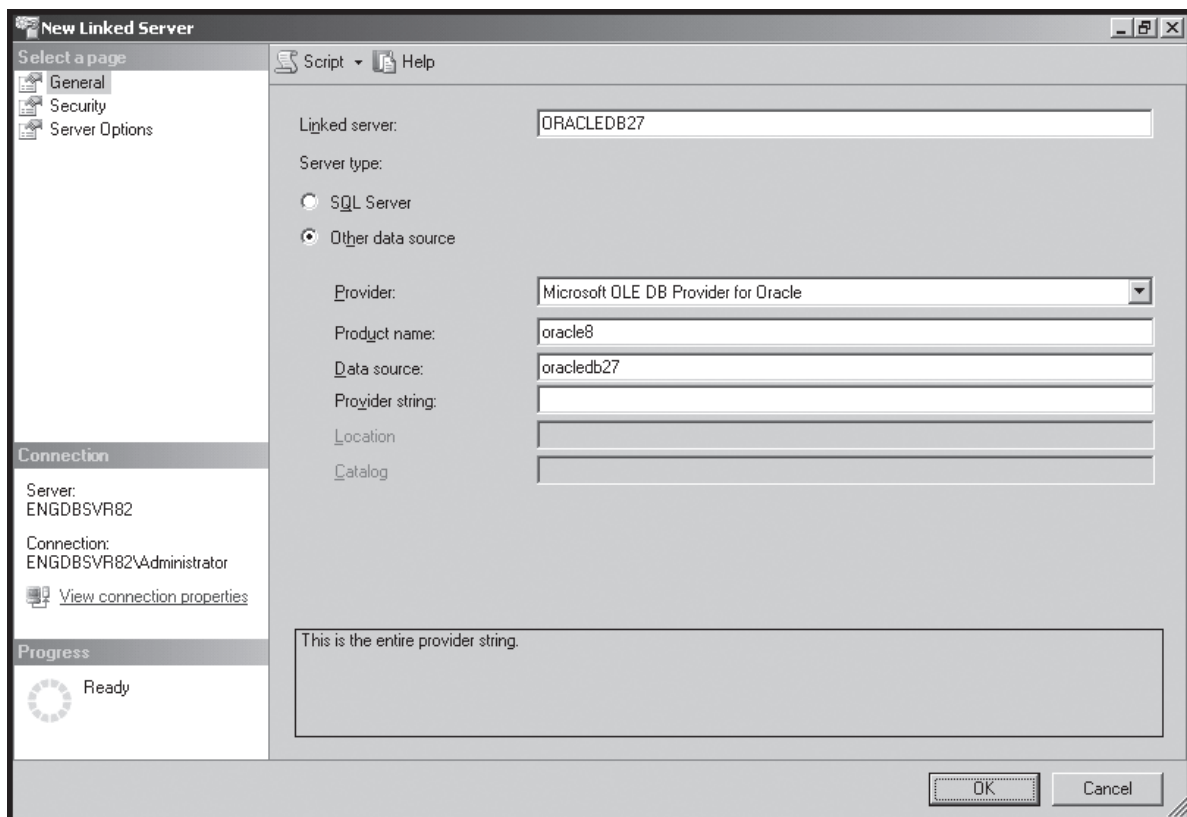 New Linked Server
Select a page
General
Security
Server Options
Script
Help
Linked server:
ORACLEDB27
Server type:
SQL Server
Other data source
Provider:
Microsoft OLE DB Provider for Oracle
Product name:
oracle8
Data source:
oracledb27
Provider string:
Location
Catalog
Connection
Server:
ENGDBSVR82
Connection:
ENGDBSVR82\Administrator
View connection properties
Progress
Ready
This is the entire provider string.
OK
Cancel